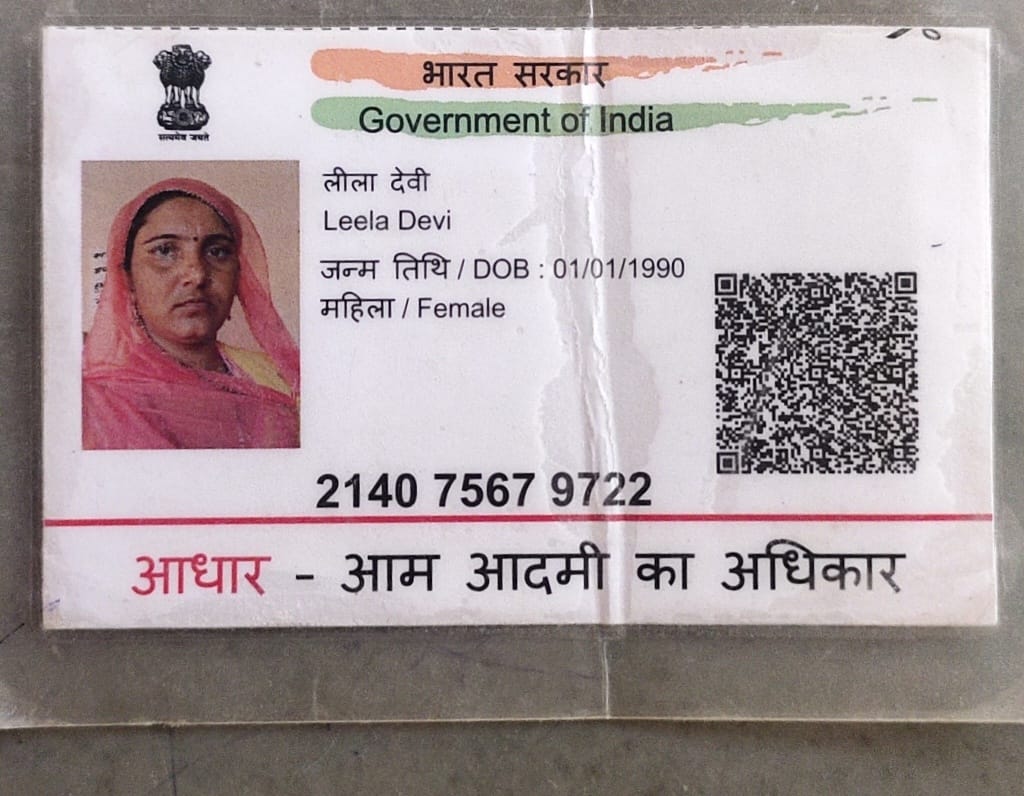 भारत सरकार
Government of India
सत्यमेव जयते
लीला देवी
Leela Devi
जन्म तिथि / DOB : 01/01/1990
महिला / Female
2140 7567 9722
आधार - आम आदमी का अधिकार